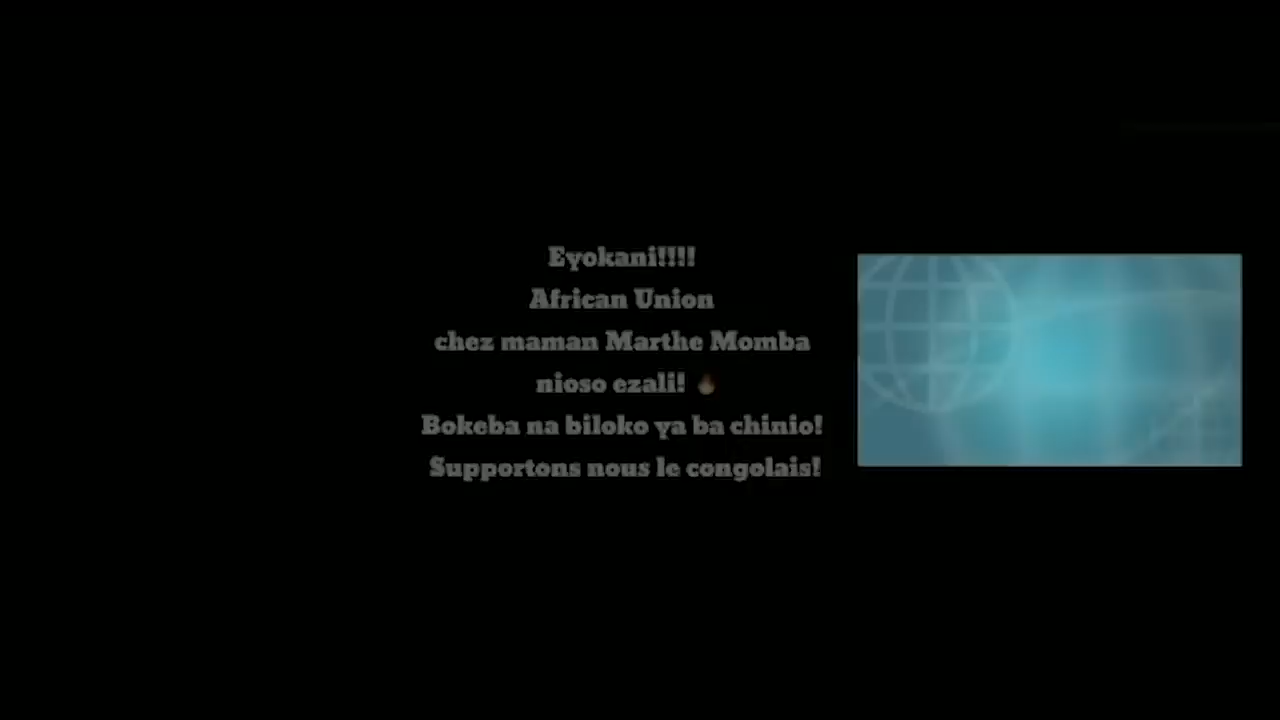 Eyokani!!!!
African Union
chez maman Marthe Momba
nioso ezali! 🔥
Bokeba na biloko ya ba chinio!
Supportons nous le congolais!